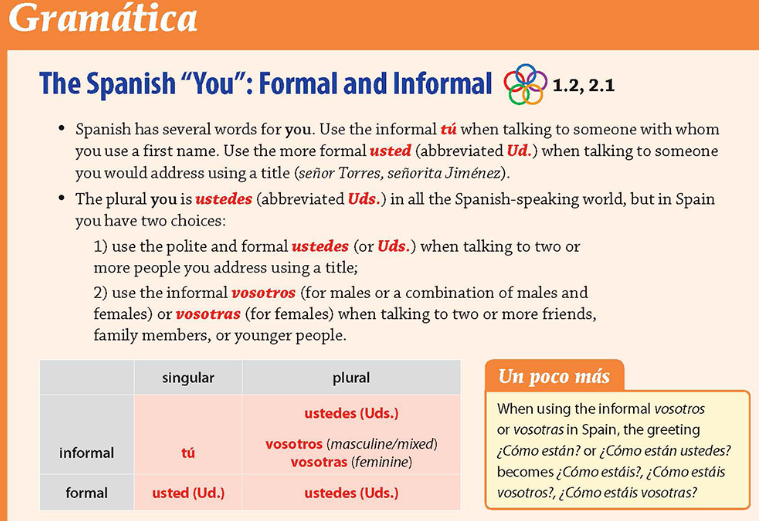 Gramática
The Spanish “You”: Formal and Informal 1.2, 2.1
• Spanish has several words for you. Use the informal tú when talking to someone with whom
you use a first name. Use the more formal usted (abbreviated Ud.) when talking to someone
you would address using a title (señor Torres, señorita Jiménez).
• The plural you is ustedes (abbreviated Uds.) in all the Spanish-speaking world, but in Spain
you have two choices:
1) use the polite and formal ustedes (or Uds.) when talking to two or
more people you address using a title;
2) use the informal vosotros (for males or a combination of males and
females) or vosotras (for females) when talking to two or more friends,
family members, or younger people.
singular plural
ustedes (Uds.)
informal tú vosotros (masculine/mixed)
vosotras (feminine)
formal usted (Ud.) ustedes (Uds.)
Un poco más
When using the informal vosotros
or vosotras in Spain, the greeting
¿Cómo están? or ¿Cómo están ustedes?
becomes ¿Cómo estáis?, ¿Cómo estáis
vosotros?, ¿Cómo estáis vosotras?